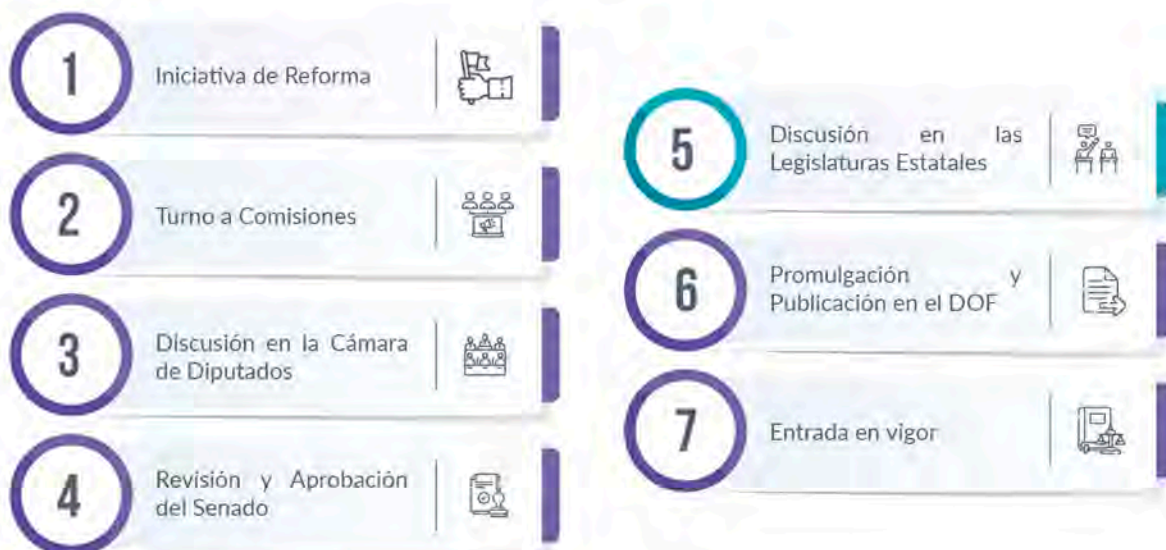 1
Iniciativa de Reforma
2
Turno a Comisiones
3
Discusión en la Cámara
de Diputados
4
Revisión y Aprobación
del Senado
5
Discusión en las
Legislaturas Estatales
6
Promulgación y
Publicación en el DOF
7
Entrada en vigor